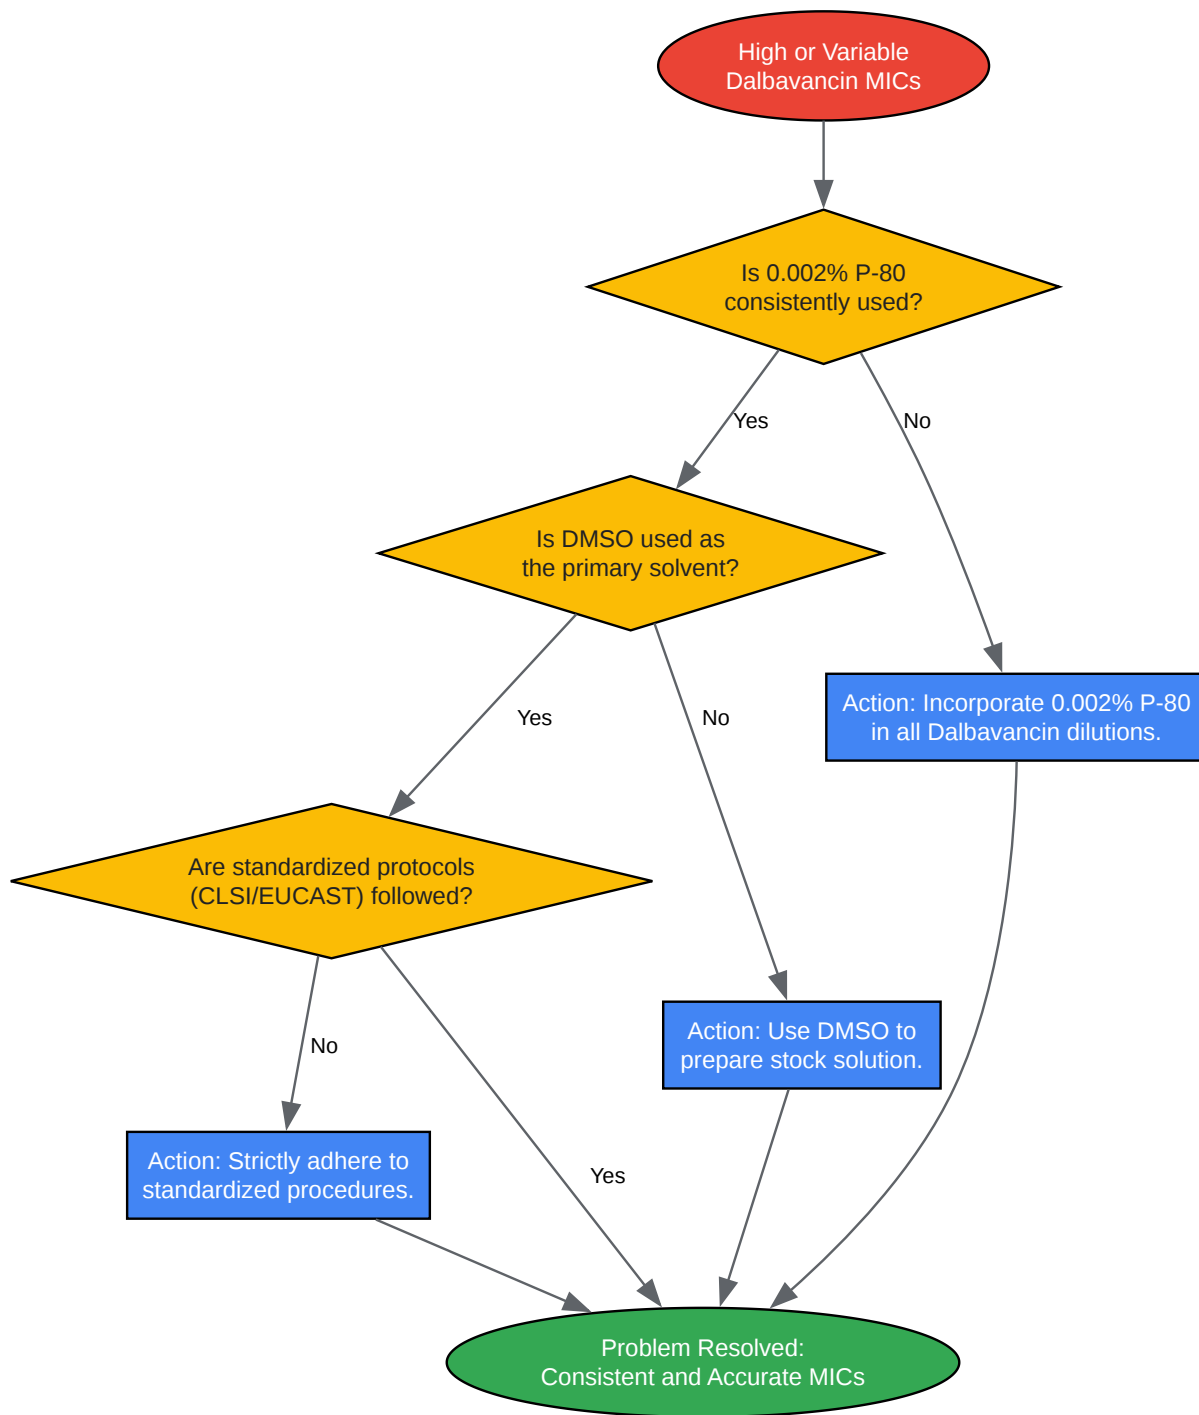 High or Variable
Dalbavancin MICs
Is 0.002% P-80
consistently used?
Yes
No
Is DMSO used as
the primary solvent?
Yes
No
Action: Incorporate 0.002% P-80
in all Dalbavancin dilutions.
Are standardized protocols
(CLSI/EUCAST) followed?
No
Yes
Action: Use DMSO to
prepare stock solution.
Action: Strictly adhere to
standardized procedures.
Problem Resolved:
Consistent and Accurate MICs